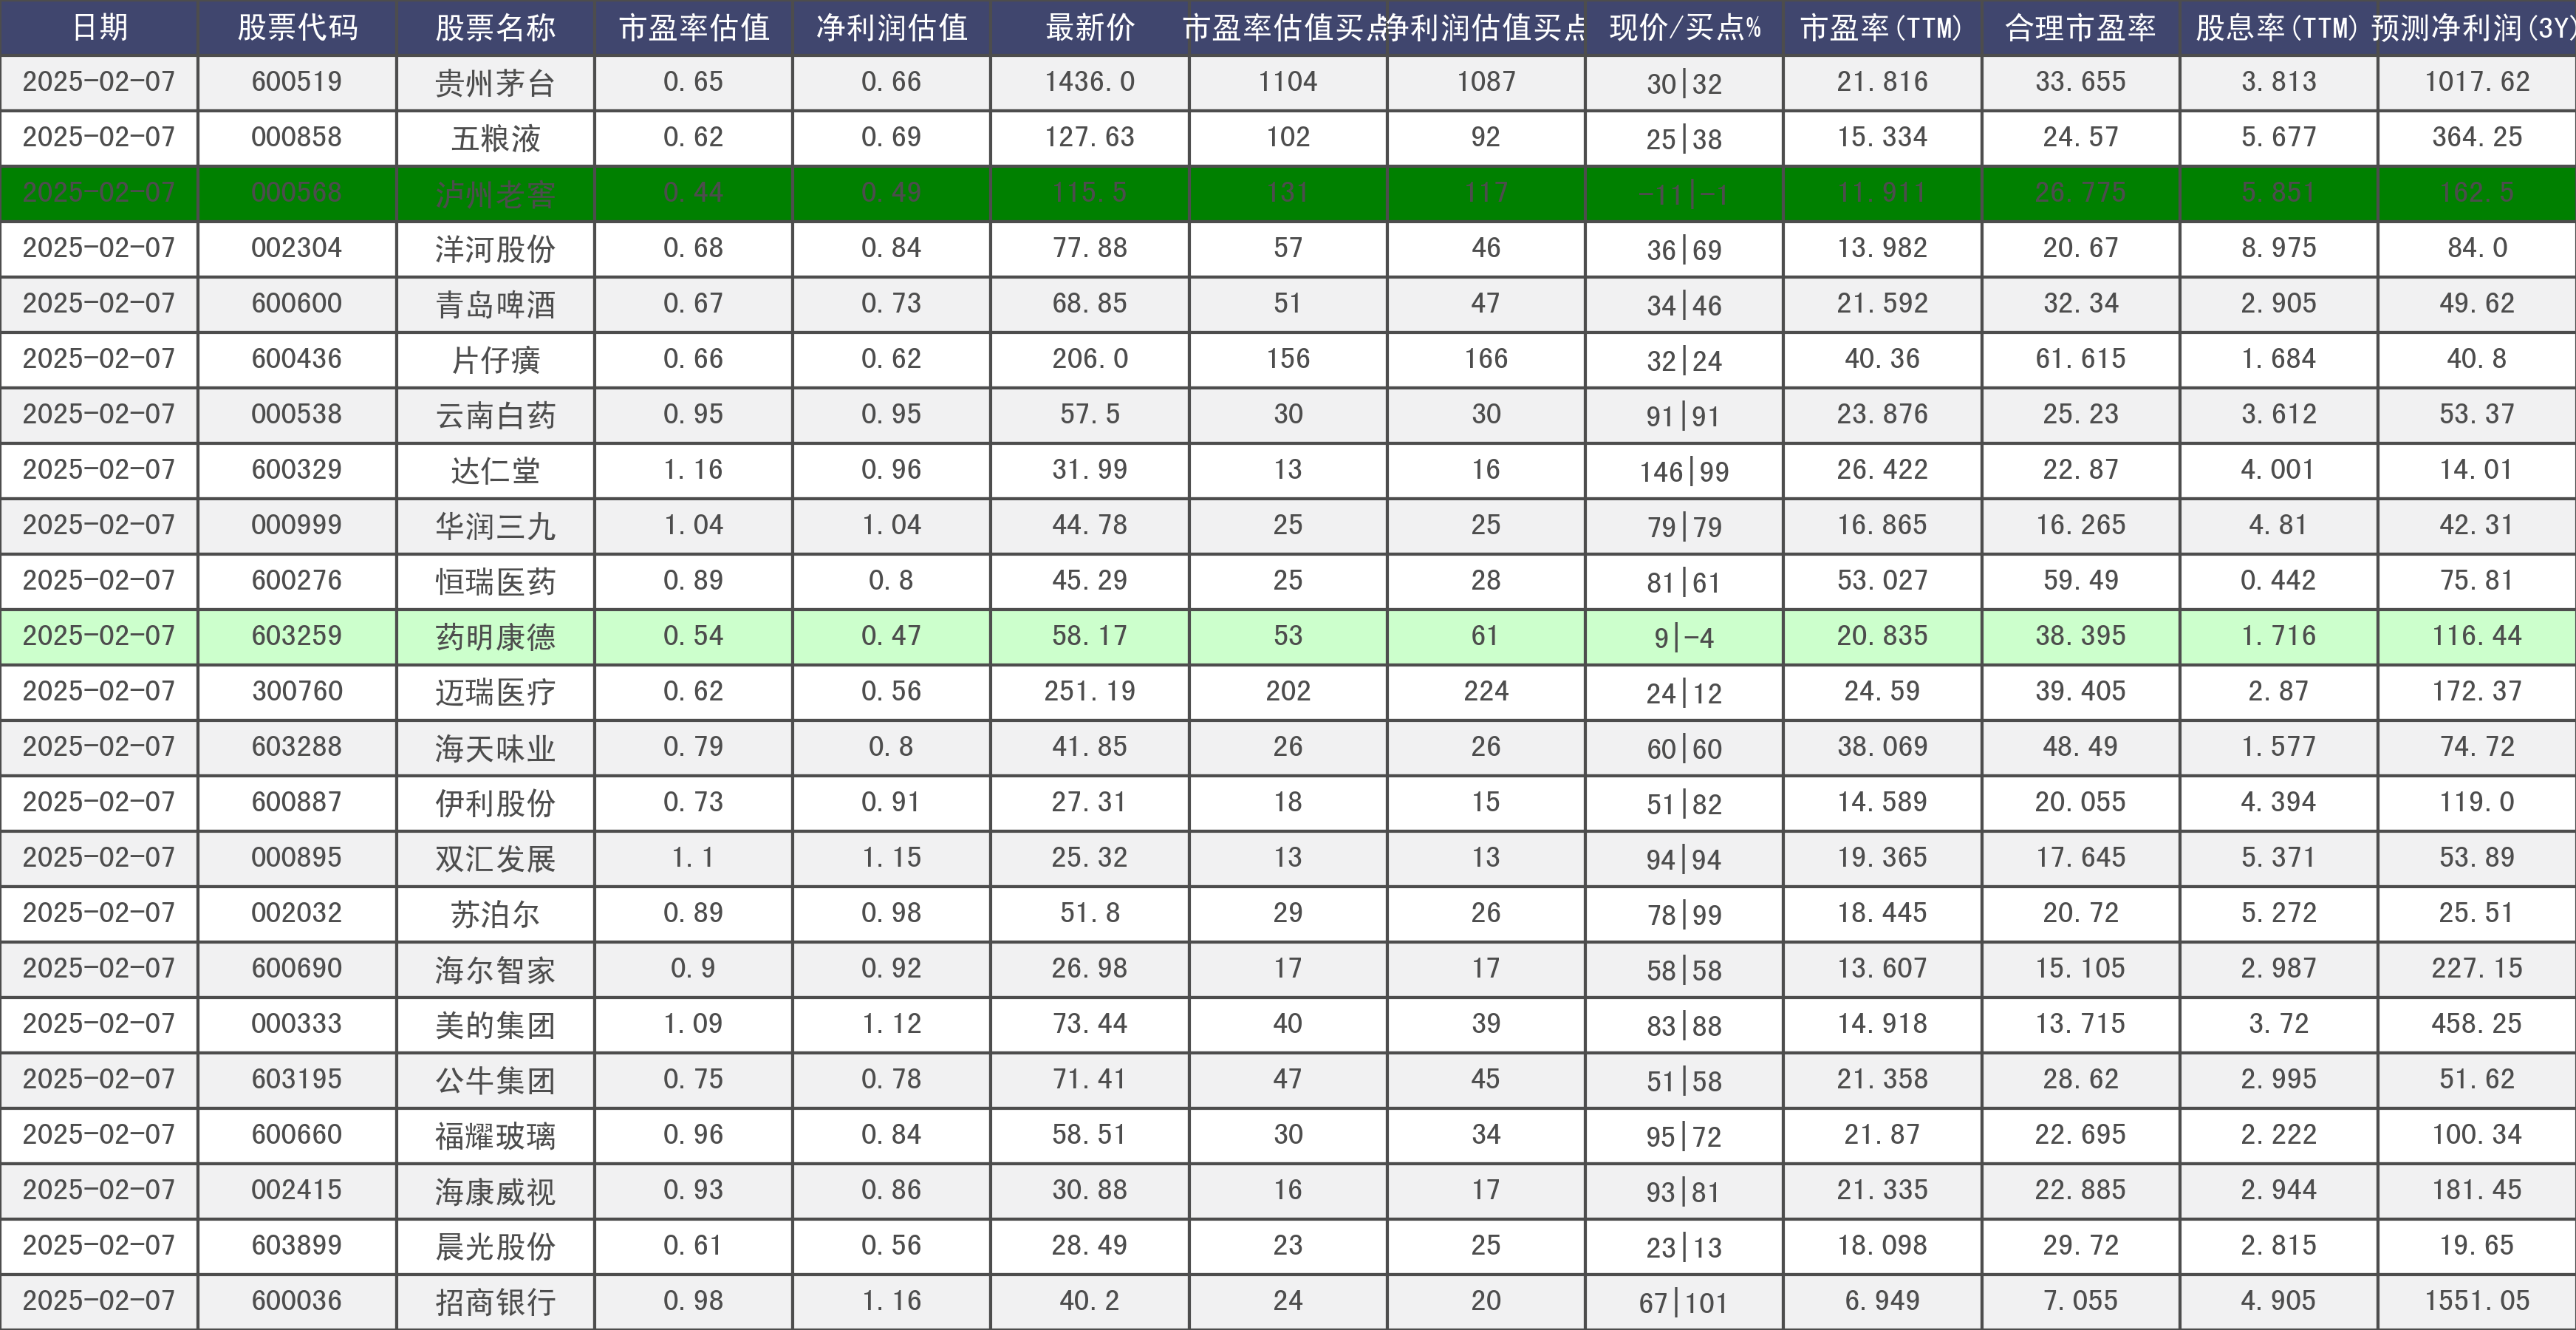 日期 股票代码 股票名称 市盈率估值 净利润估值 最新价 市盈率估值买点 净利润估值买点 现价/买点% 市盈率(TTM) 合理市盈率 股息率(TTM) 预测净利润(3Y)
2025-02-07 600519 贵州茅台 0.65 0.66 1436.0 1104 1087 30|32 21.816 33.655 3.813 1017.62
2025-02-07 000858 五粮液 0.62 0.69 127.63 102 92 25|38 15.334 24.57 5.677 364.25
2025-02-07 000568 泸州老窖 0.44 0.49 115.5 131 117 -11|-1 11.911 26.775 5.851 162.5
2025-02-07 002304 洋河股份 0.68 0.84 77.88 57 46 36|69 13.982 20.67 8.975 84.0
2025-02-07 600600 青岛啤酒 0.67 0.73 68.85 51 47 34|46 21.592 32.34 2.905 49.62
2025-02-07 600436 片仔癀 0.66 0.62 206.0 156 166 32|24 40.36 61.615 1.684 40.8
2025-02-07 000538 云南白药 0.95 0.95 57.5 30 30 91|91 23.876 25.23 3.612 53.37
2025-02-07 600329 达仁堂 1.16 0.96 31.99 13 16 146|99 26.422 22.87 4.001 14.01
2025-02-07 000999 华润三九 1.04 1.04 44.78 25 25 79|79 16.865 16.265 4.81 42.31
2025-02-07 600276 恒瑞医药 0.89 0.8 45.29 25 28 81|61 53.027 59.49 0.442 75.81
2025-02-07 603259 药明康德 0.54 0.47 58.17 53 61 9|-4 20.835 38.395 1.716 116.44
2025-02-07 300760 迈瑞医疗 0.62 0.56 251.19 202 224 24|12 24.59 39.405 2.87 172.37
2025-02-07 603288 海天味业 0.79 0.8 41.85 26 26 60|60 38.069 48.49 1.577 74.72
2025-02-07 600887 伊利股份 0.73 0.91 27.31 18 15 51|82 14.589 20.055 4.394 119.0
2025-02-07 000895 双汇发展 1.1 1.15 25.32 13 13 94|94 19.365 17.645 5.371 53.89
2025-02-07 002032 苏泊尔 0.89 0.98 51.8 29 26 78|99 18.445 20.72 5.272 25.51
2025-02-07 600690 海尔智家 0.9 0.92 26.98 17 17 58|58 13.607 15.105 2.987 227.15
2025-02-07 000333 美的集团 1.09 1.12 73.44 40 39 83|88 14.918 13.715 3.72 458.25
2025-02-07 603195 公牛集团 0.75 0.78 71.41 47 45 51|58 21.358 28.62 2.995 51.62
2025-02-07 600660 福耀玻璃 0.96 0.84 58.51 30 34 95|72 21.87 22.695 2.222 100.34
2025-02-07 002415 海康威视 0.93 0.86 30.88 16 17 93|81 21.335 22.885 2.944 181.45
2025-02-07 603899 晨光股份 0.61 0.56 28.49 23 25 23|13 18.098 29.72 2.815 19.65
2025-02-07 600036 招商银行 0.98 1.16 40.2 24 20 67|101 6.949 7.055 4.905 1551.05